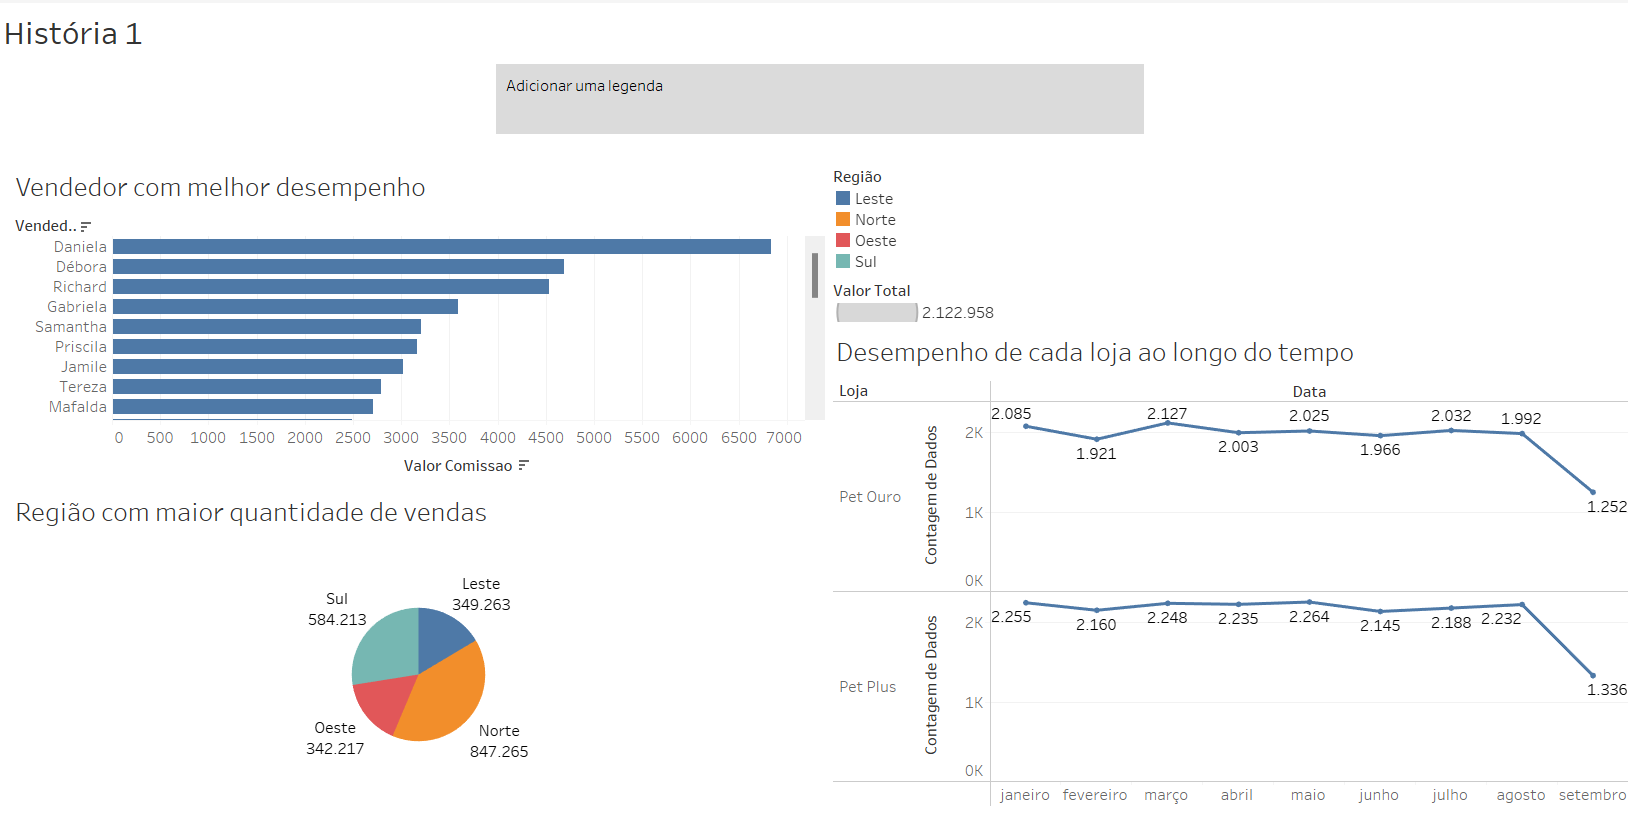 História 1
Adicionar uma legenda
Vendedor com melhor desempenho
Vended..
Daniela
Débora
Richard
Gabriela
Samantha
Priscila
Jamile
Tereza
Mafalda
0 500 1000 1500 2000 2500 3000 3500 4000 4500 5000 5500 6000 6500 7000
Valor Comissao
Região com maior quantidade de vendas
Leste
349.263
Sul
584.213
Oeste
342.217
Norte
847.265
Região
Leste
Norte
Oeste
Sul
Valor Total
2.122.958
Desempenho de cada loja ao longo do tempo
Loja
Data
Pet Ouro
Contagem de Dados
2K
1K
0K
2.085
1.921
2.127
2.003
2.025
1.966
2.032
1.992
1.252
Pet Plus
Contagem de Dados
2K
1K
0K
2.255
2.160
2.248
2.235
2.264
2.145
2.188
2.232
1.336
janeiro fevereiro março abril maio junho julho agosto setembro